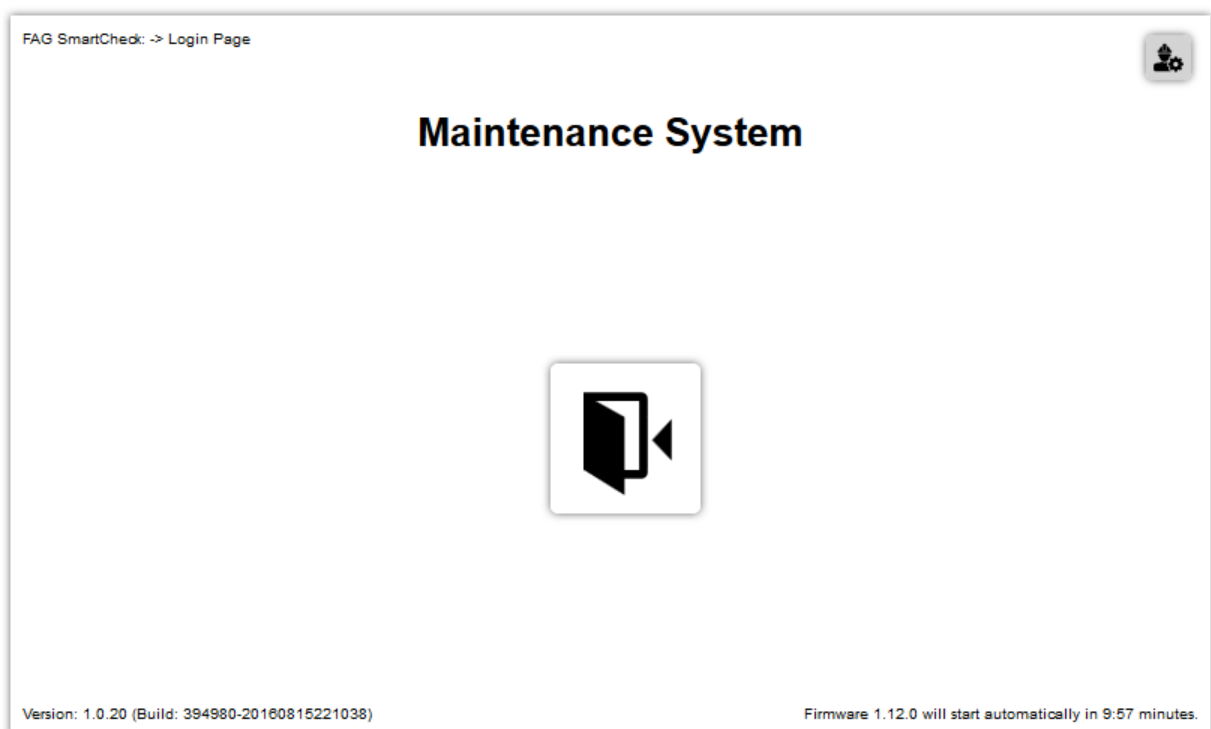 FAG SmartCheck: -> Login Page
Maintenance System
Version: 1.0.20 (Build: 394980-20160815221038)
Firmware 1.12.0 will start automatically in 9:57 minutes.